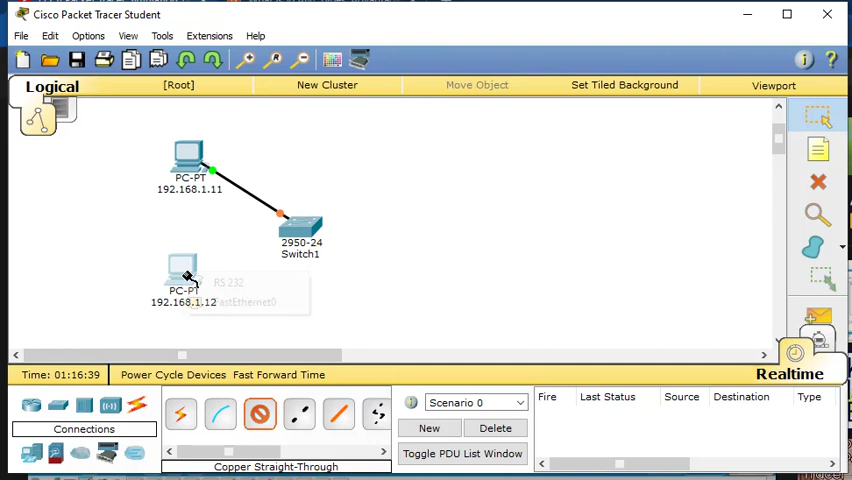 Cisco Packet Tracer Student
File Edit Options View Tools Extensions Help
Logical [Root] New Cluster Move Object Set Tiled Background Viewport
PC-PT
192.168.1.11
2950-24
Switch1
RS 232
PC-PT
192.168.1.12
FastEthernet0
Time: 01:16:39 Power Cycle Devices Fast Forward Time
Realtime
Connections
Copper Straight-Through
Scenario 0
New Delete
Toggle PDU List Window
Fire Last Status Source Destination Type